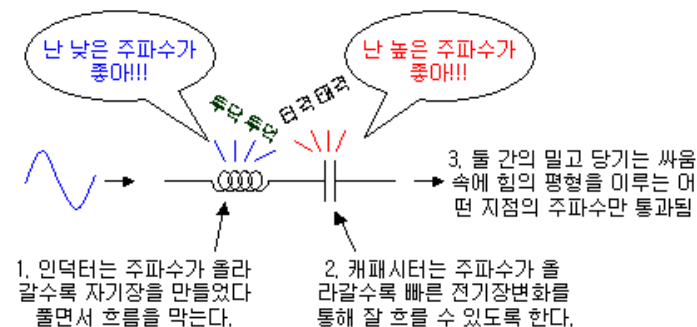 난 낮은 주파수가
좋아!!!
난 높은 주파수가
좋아!!!
투닥 투닥
티격 태격
3. 둘 간의 밀고 당기는 싸움
속에 힘의 평형을 이루는 어
떤 지점의 주파수만 통과됨
1. 인덕터는 주파수가 올라
갈수록 자기장을 만들었다
풀면서 흐름을 막는다.
2. 캐패시터는 주파수가 올
라갈수록 빠른 전기장변화를
통해 잘 흐를 수 있도록 한다.